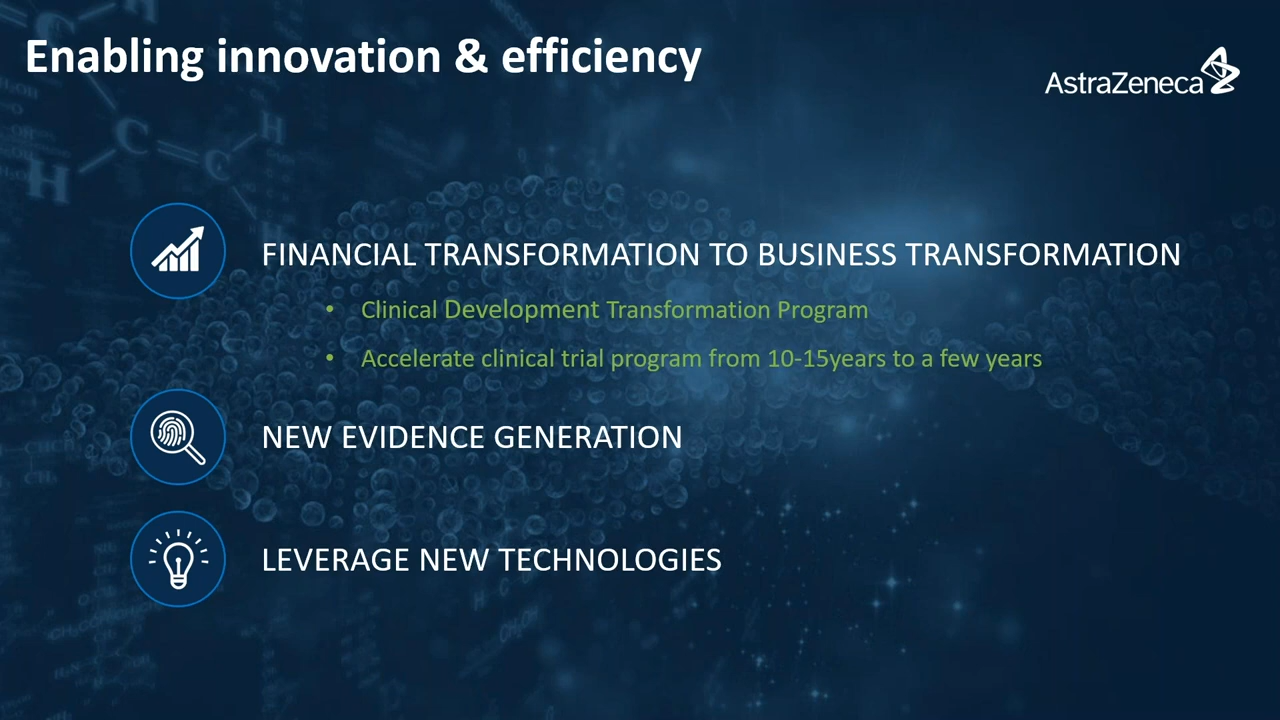 Enabling innovation & efficiency
AstraZeneca
FINANCIAL TRANSFORMATION TO BUSINESS TRANSFORMATION
• Clinical Development Transformation Program
• Accelerate clinical trial program from 10-15years to a few years
NEW EVIDENCE GENERATION
LEVERAGE NEW TECHNOLOGIES